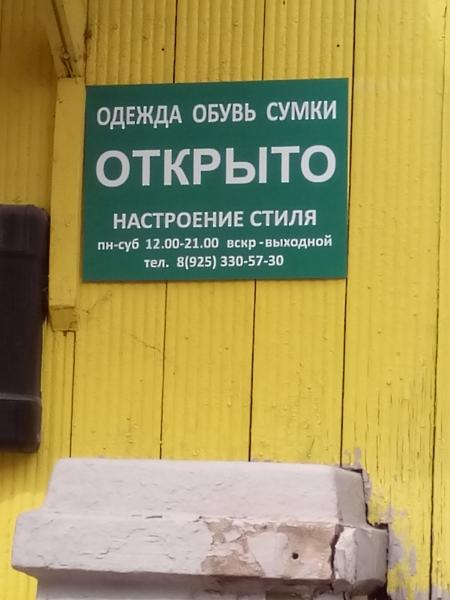 ОДЕЖДА ОБУВЬ СУМКИ
ОТКРЫТО
НАСТРОЕНИЕ СТИЛЯ
пн-суб 12.00-21.00 вскр -выходной
тел. 8(925) 330-57-30